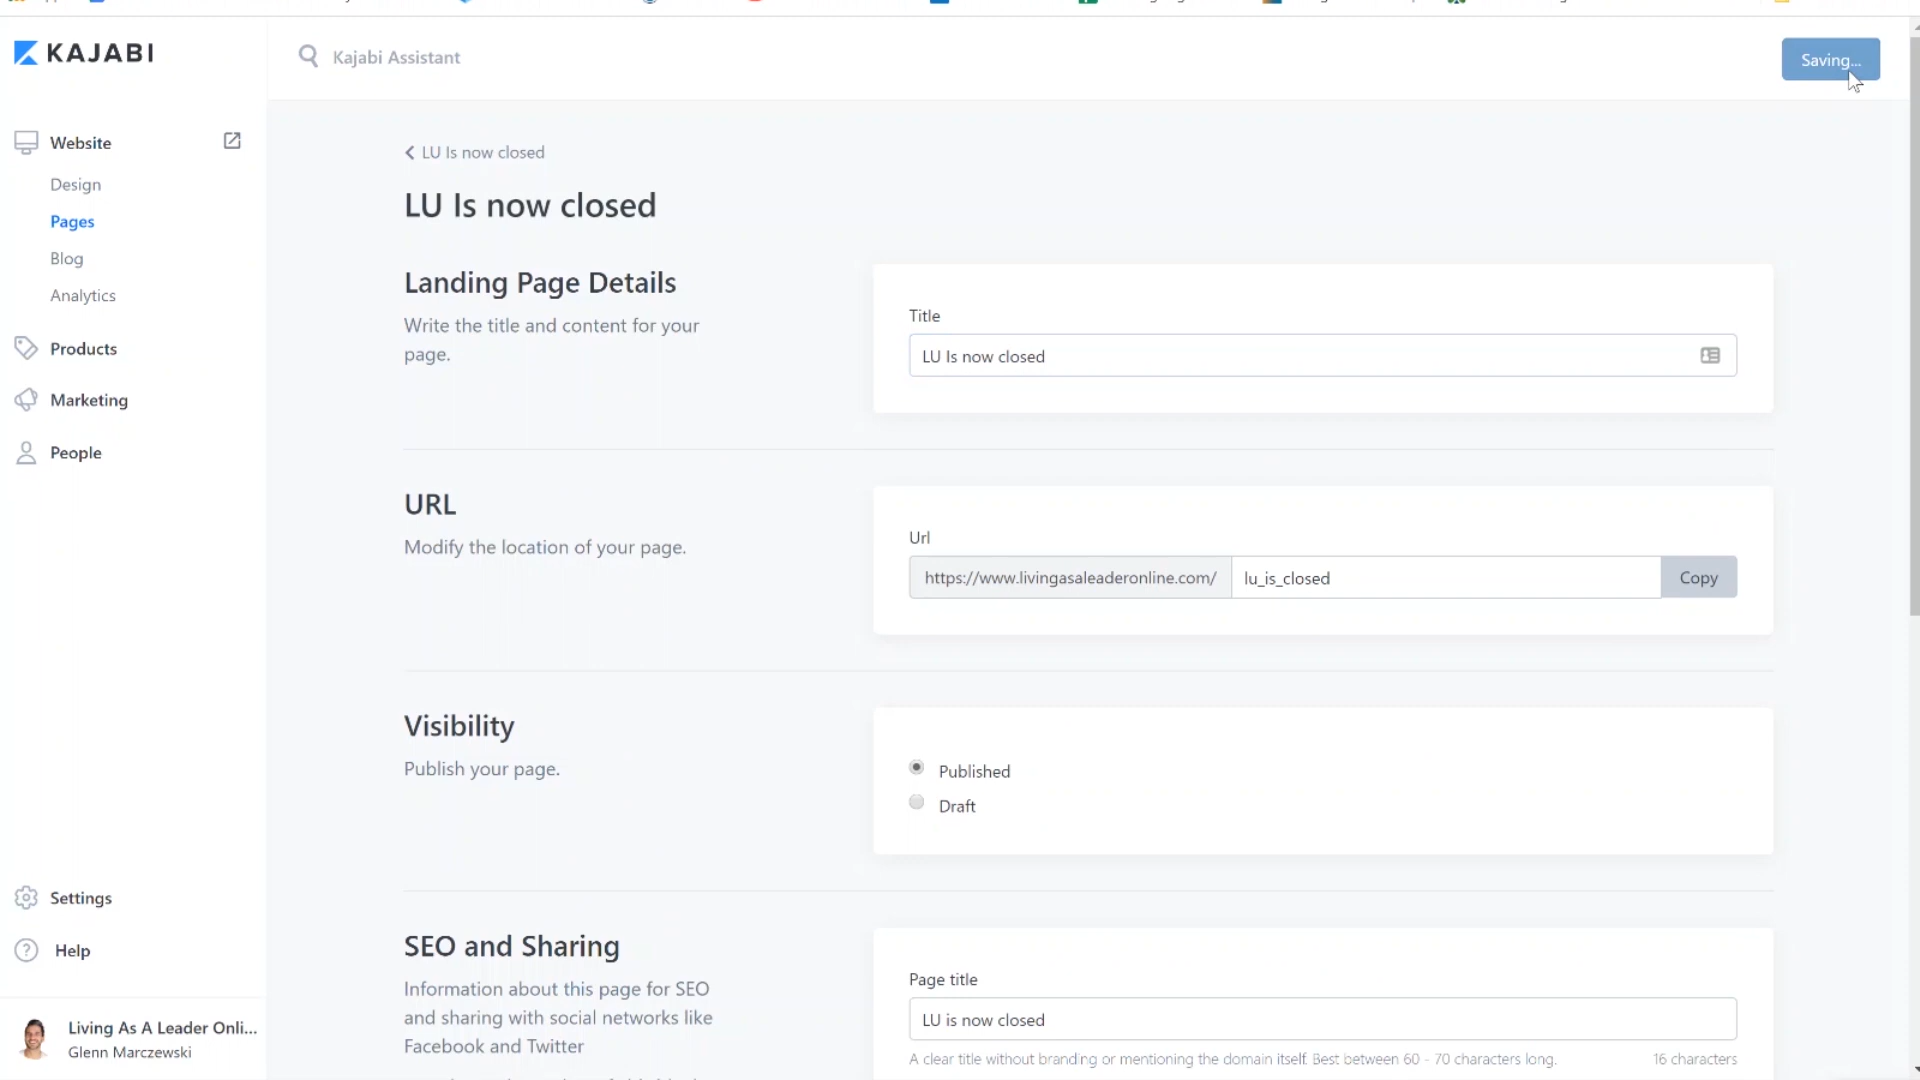 KAJABI
Kajabi Assistant
Saving...
Website
Design
Pages
Blog
Analytics
Products
Marketing
People
Settings
Help
Living As A Leader Onli...
Glenn Marczewski
LU Is now closed
LU Is now closed
Landing Page Details
Write the title and content for your
page.
Title
LU Is now closed
URL
Modify the location of your page.
Url
https://www.livingasaleaderonline.com/
lu_is_closed
Copy
Visibility
Publish your page.
Published
Draft
SEO and Sharing
Information about this page for SEO
and sharing with social networks like
Facebook and Twitter
Page title
LU is now closed
A clear title without branding or mentioning the domain itself. Best between 60 - 70 characters long.
16 characters